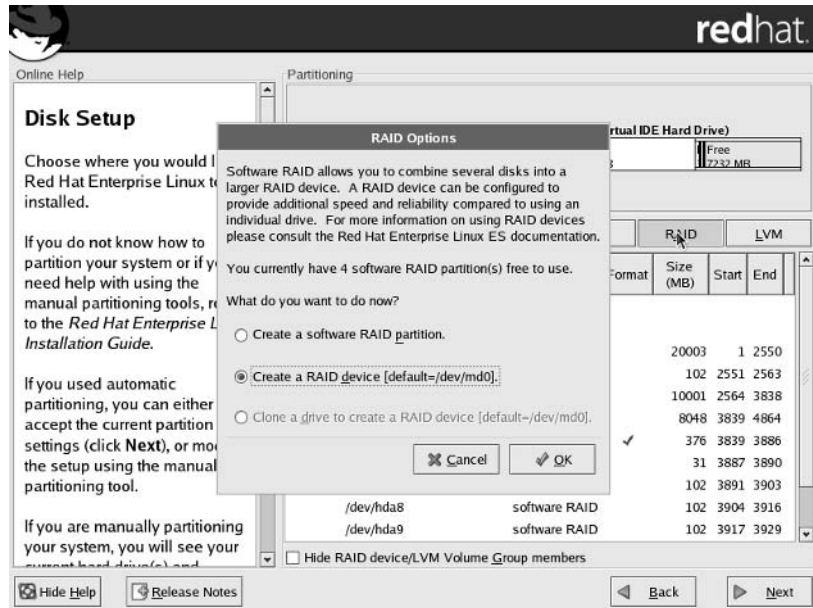 redhat.
Online Help
Disk Setup
Choose where you would l
Red Hat Enterprise Linux to
installed.
If you do not know how to
partition your system or if y
need help with using the
manual partitioning tools, re
to the Red Hat Enterprise L
Installation Guide.
If you used automatic
partitioning, you can either
accept the current partition
settings (click Next), or mo
the setup using the manual
partitioning tool.
If you are manually partitioning
your system, you will see your
Partitioning
rtual IDE Hard Drive)
Free
7232 MB
RAID LVM
Format Size (MB) Start End
20003 1 2550
102 2551 2563
10001 2564 3838
8048 3839 4864
376 3839 3886
31 3887 3890
102 3891 3903
/dev/hda8 software RAID 102 3904 3916
/dev/hda9 software RAID 102 3917 3929
Hide RAID device/LVM Volume Group members
RAID Options
Software RAID allows you to combine several disks into a
larger RAID device. A RAID device can be configured to
provide additional speed and reliability compared to using an
individual drive. For more information on using RAID devices
please consult the Red Hat Enterprise Linux ES documentation.
You currently have 4 software RAID partition(s) free to use.
What do you want to do now?
Create a software RAID partition.
Create a RAID device [default=/dev/md0].
Clone a drive to create a RAID device [default=/dev/md0].
Cancel OK
Hide Help Release Notes Back Next